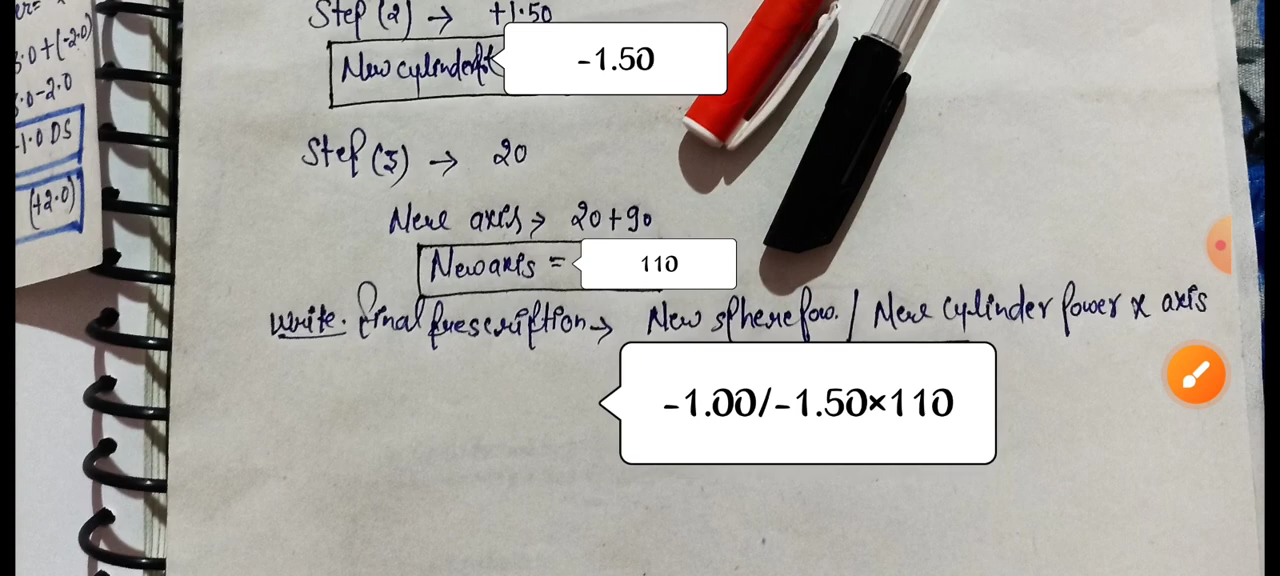 3.0+(-2.0)
3.0-2.0
1.0 DS
(+2.0)
Step (2) → +1.50
New cylinder
-1.50
Step (3) → 20
New axis → 20+90
New axis =
110
write. final prescription → New sphere pow. / New cylinder power x axis
-1.00/-1.50×110